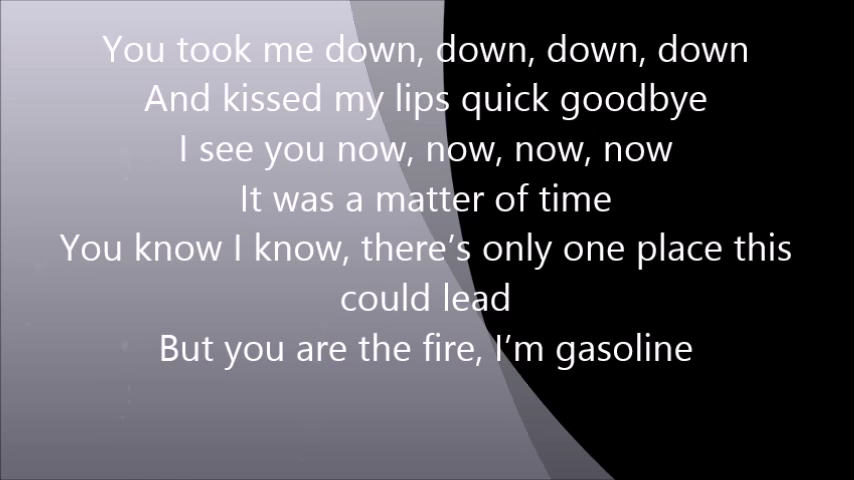 You took me down, down, down, down
And kissed my lips quick goodbye
I see you now, now, now, now
It was a matter of time
You know I know, there’s only one place this
could lead
But you are the fire, I’m gasoline